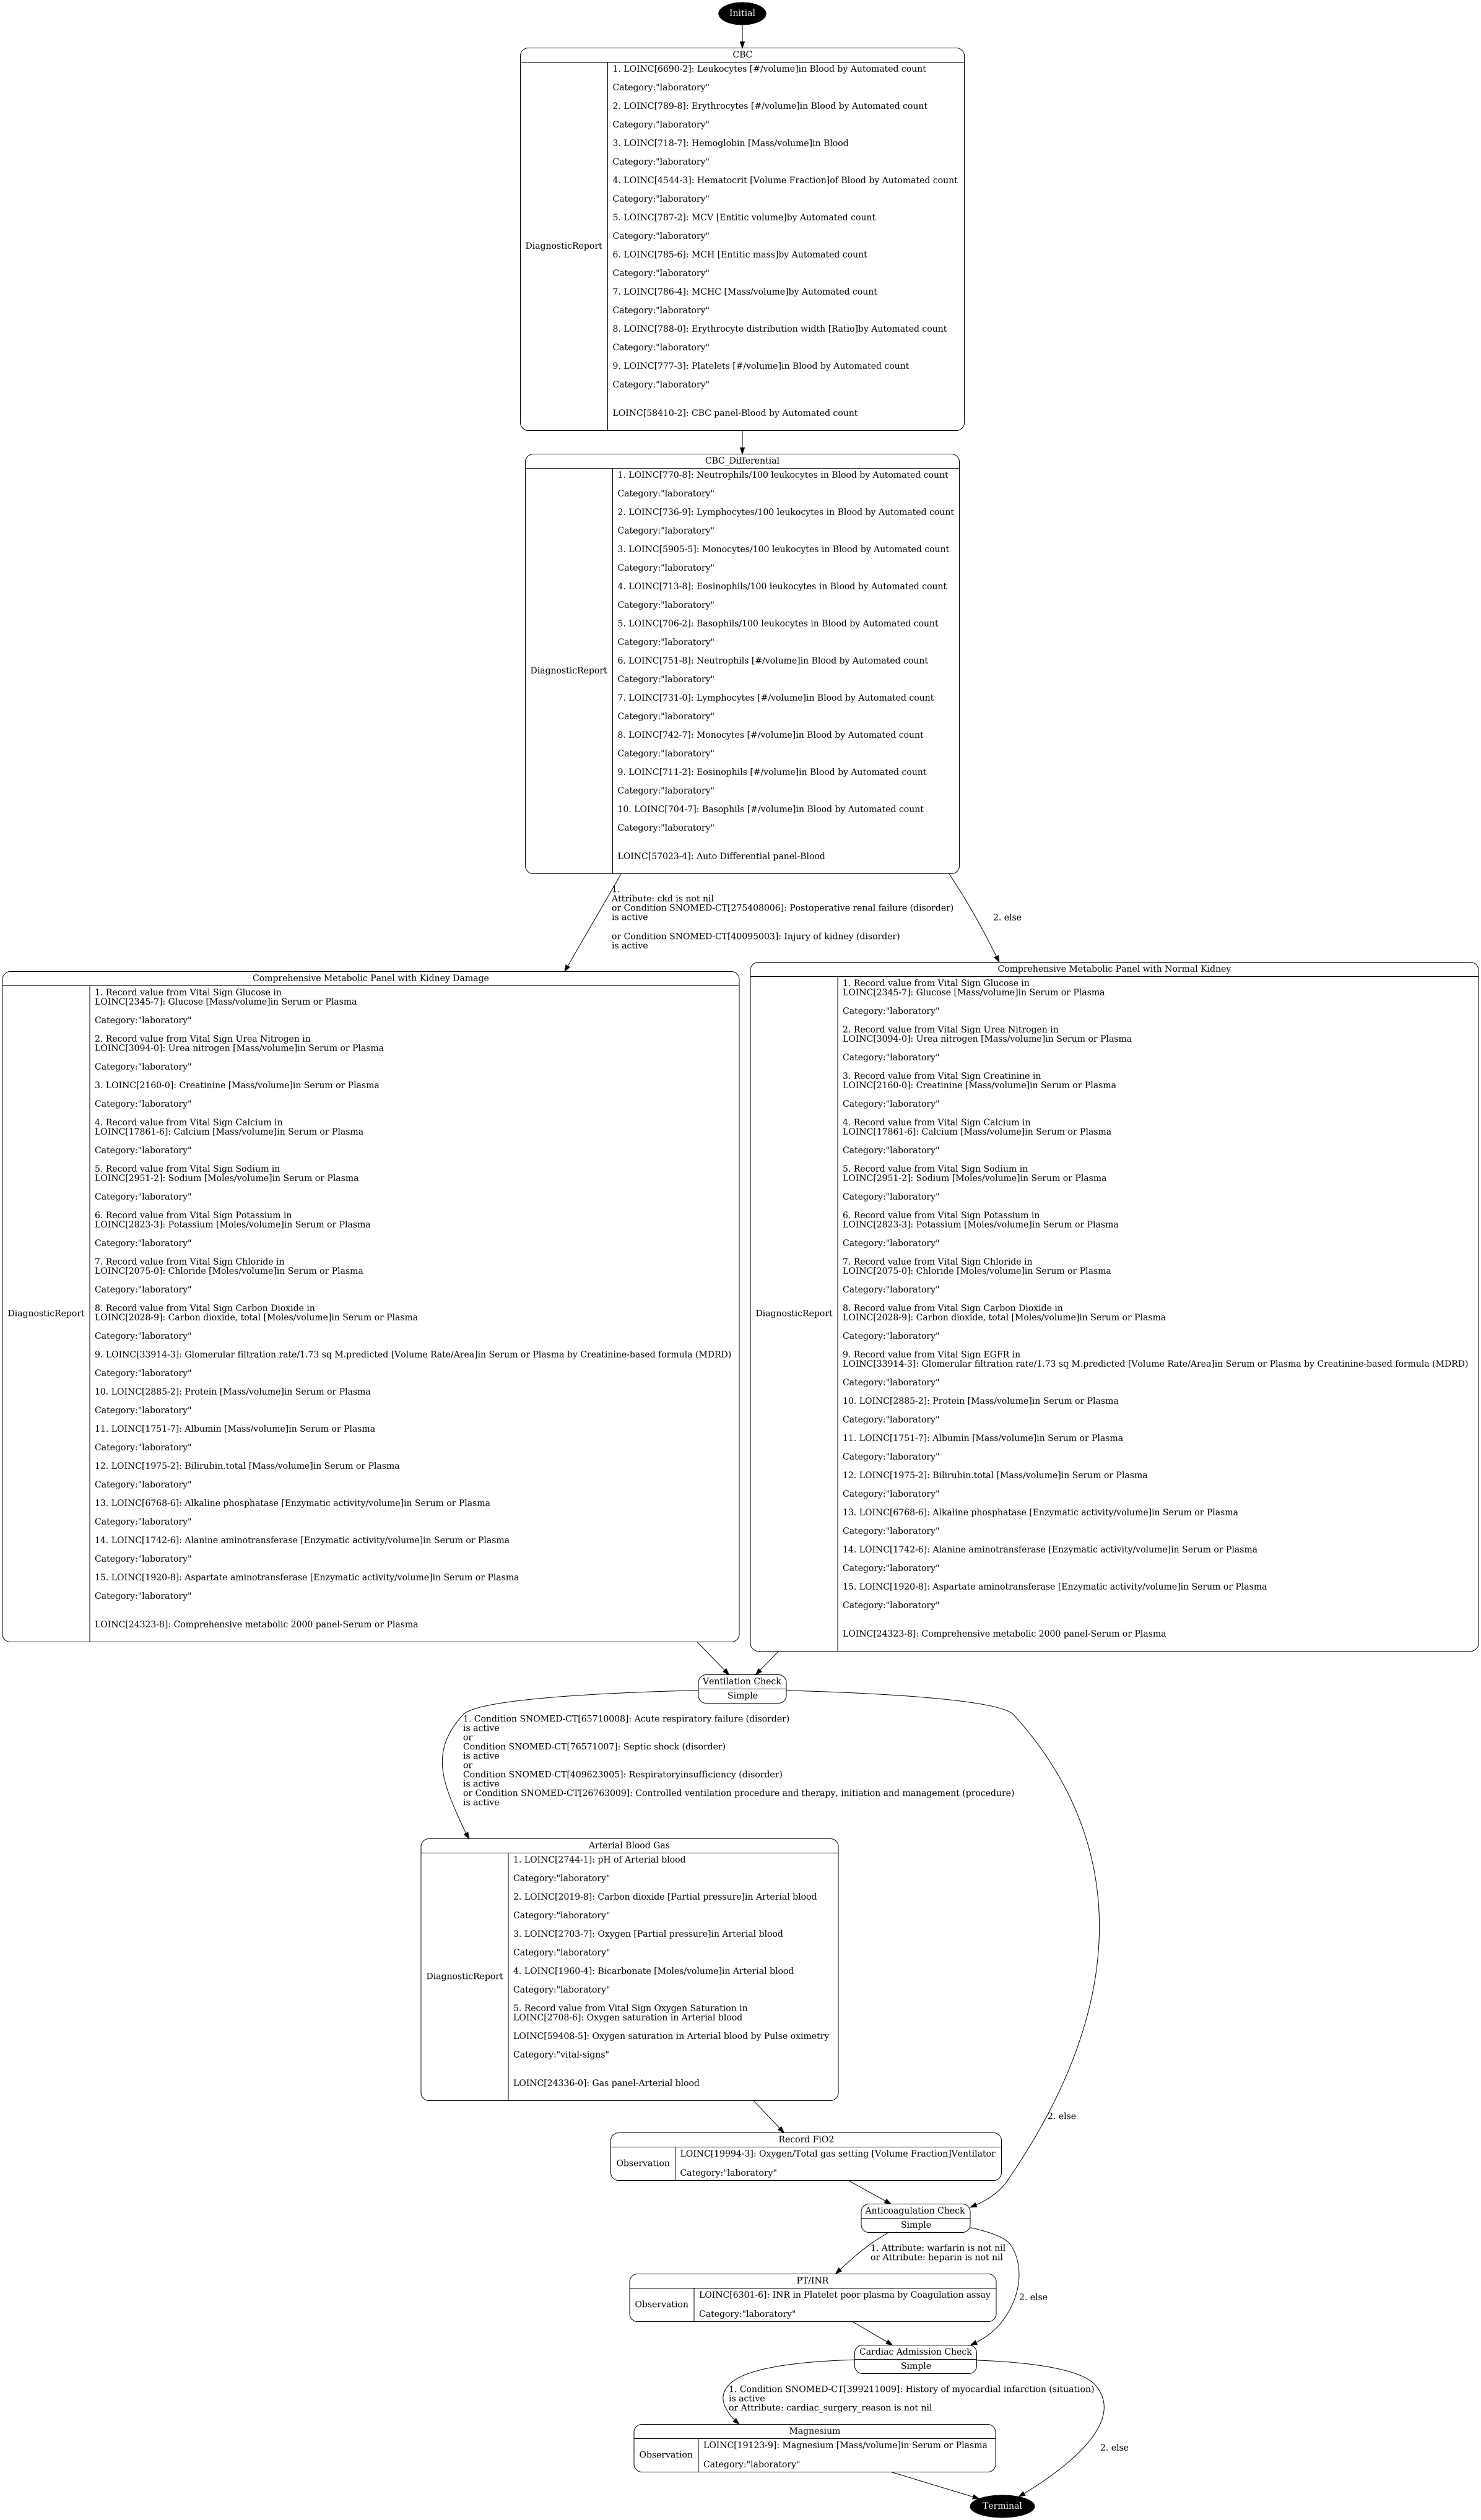 Initial
CBC
DiagnosticReport
1. LOINC[6690-2]: Leukocytes [#/volume]in Blood by Automated count
Category:"laboratory"
2. LOINC[789-8]: Erythrocytes [#/volume]in Blood by Automated count
Category:"laboratory"
3. LOINC[718-7]: Hemoglobin [Mass/volume]in Blood
Category:"laboratory"
4. LOINC[4544-3]: Hematocrit [Volume Fraction]of Blood by Automated count
Category:"laboratory"
5. LOINC[787-2]: MCV [Entitic volume]by Automated count
Category:"laboratory"
6. LOINC[785-6]: MCH [Entitic mass]by Automated count
Category:"laboratory"
7. LOINC[786-4]: MCHC [Mass/volume]by Automated count
Category:"laboratory"
8. LOINC[788-0]: Erythrocyte distribution width [Ratio]by Automated count
Category:"laboratory"
9. LOINC[777-3]: Platelets [#/volume]in Blood by Automated count
Category:"laboratory"
LOINC[58410-2]: CBC panel-Blood by Automated count
CBC_Differential
DiagnosticReport
1. LOINC[770-8]: Neutrophils/100 leukocytes in Blood by Automated count
Category:"laboratory"
2. LOINC[736-9]: Lymphocytes/100 leukocytes in Blood by Automated count
Category:"laboratory"
3. LOINC[5905-5]: Monocytes/100 leukocytes in Blood by Automated count
Category:"laboratory"
4. LOINC[713-8]: Eosinophils/100 leukocytes in Blood by Automated count
Category:"laboratory"
5. LOINC[706-2]: Basophils/100 leukocytes in Blood by Automated count
Category:"laboratory"
6. LOINC[751-8]: Neutrophils [#/volume]in Blood by Automated count
Category:"laboratory"
7. LOINC[731-0]: Lymphocytes [#/volume]in Blood by Automated count
Category:"laboratory"
8. LOINC[742-7]: Monocytes [#/volume]in Blood by Automated count
Category:"laboratory"
9. LOINC[711-2]: Eosinophils [#/volume]in Blood by Automated count
Category:"laboratory"
10. LOINC[704-7]: Basophils [#/volume]in Blood by Automated count
Category:"laboratory"
LOINC[57023-4]: Auto Differential panel-Blood
1.
Attribute: ckd is not nil
or Condition SNOMED-CT[275408006]: Postoperative renal failure (disorder)
is active
or Condition SNOMED-CT[40095003]: Injury of kidney (disorder)
is active
2. else
Comprehensive Metabolic Panel with Kidney Damage
DiagnosticReport
1. Record value from Vital Sign Glucose in
LOINC[2345-7]: Glucose [Mass/volume]in Serum or Plasma
Category:"laboratory"
2. Record value from Vital Sign Urea Nitrogen in
LOINC[3094-0]: Urea nitrogen [Mass/volume]in Serum or Plasma
Category:"laboratory"
3. LOINC[2160-0]: Creatinine [Mass/volume]in Serum or Plasma
Category:"laboratory"
4. Record value from Vital Sign Calcium in
LOINC[17861-6]: Calcium [Mass/volume]in Serum or Plasma
Category:"laboratory"
5. Record value from Vital Sign Sodium in
LOINC[2951-2]: Sodium [Moles/volume]in Serum or Plasma
Category:"laboratory"
6. Record value from Vital Sign Potassium in
LOINC[2823-3]: Potassium [Moles/volume]in Serum or Plasma
Category:"laboratory"
7. Record value from Vital Sign Chloride in
LOINC[2075-0]: Chloride [Moles/volume]in Serum or Plasma
Category:"laboratory"
8. Record value from Vital Sign Carbon Dioxide in
LOINC[2028-9]: Carbon dioxide, total [Moles/volume]in Serum or Plasma
Category:"laboratory"
9. LOINC[33914-3]: Glomerular filtration rate/1.73 sq M.predicted [Volume Rate/Area]in Serum or Plasma by Creatinine-based formula (MDRD)
Category:"laboratory"
10. LOINC[2885-2]: Protein [Mass/volume]in Serum or Plasma
Category:"laboratory"
11. LOINC[1751-7]: Albumin [Mass/volume]in Serum or Plasma
Category:"laboratory"
12. LOINC[1975-2]: Bilirubin.total [Mass/volume]in Serum or Plasma
Category:"laboratory"
13. LOINC[6768-6]: Alkaline phosphatase [Enzymatic activity/volume]in Serum or Plasma
Category:"laboratory"
14. LOINC[1742-6]: Alanine aminotransferase [Enzymatic activity/volume]in Serum or Plasma
Category:"laboratory"
15. LOINC[1920-8]: Aspartate aminotransferase [Enzymatic activity/volume]in Serum or Plasma
Category:"laboratory"
LOINC[24323-8]: Comprehensive metabolic 2000 panel-Serum or Plasma
Comprehensive Metabolic Panel with Normal Kidney
DiagnosticReport
1. Record value from Vital Sign Glucose in
LOINC[2345-7]: Glucose [Mass/volume]in Serum or Plasma
Category:"laboratory"
2. Record value from Vital Sign Urea Nitrogen in
LOINC[3094-0]: Urea nitrogen [Mass/volume]in Serum or Plasma
Category:"laboratory"
3. Record value from Vital Sign Creatinine in
LOINC[2160-0]: Creatinine [Mass/volume]in Serum or Plasma
Category:"laboratory"
4. Record value from Vital Sign Calcium in
LOINC[17861-6]: Calcium [Mass/volume]in Serum or Plasma
Category:"laboratory"
5. Record value from Vital Sign Sodium in
LOINC[2951-2]: Sodium [Moles/volume]in Serum or Plasma
Category:"laboratory"
6. Record value from Vital Sign Potassium in
LOINC[2823-3]: Potassium [Moles/volume]in Serum or Plasma
Category:"laboratory"
7. Record value from Vital Sign Chloride in
LOINC[2075-0]: Chloride [Moles/volume]in Serum or Plasma
Category:"laboratory"
8. Record value from Vital Sign Carbon Dioxide in
LOINC[2028-9]: Carbon dioxide, total [Moles/volume]in Serum or Plasma
Category:"laboratory"
9. Record value from Vital Sign EGFR in
LOINC[33914-3]: Glomerular filtration rate/1.73 sq M.predicted [Volume Rate/Area]in Serum or Plasma by Creatinine-based formula (MDRD)
Category:"laboratory"
10. LOINC[2885-2]: Protein [Mass/volume]in Serum or Plasma
Category:"laboratory"
11. LOINC[1751-7]: Albumin [Mass/volume]in Serum or Plasma
Category:"laboratory"
12. LOINC[1975-2]: Bilirubin.total [Mass/volume]in Serum or Plasma
Category:"laboratory"
13. LOINC[6768-6]: Alkaline phosphatase [Enzymatic activity/volume]in Serum or Plasma
Category:"laboratory"
14. LOINC[1742-6]: Alanine aminotransferase [Enzymatic activity/volume]in Serum or Plasma
Category:"laboratory"
15. LOINC[1920-8]: Aspartate aminotransferase [Enzymatic activity/volume]in Serum or Plasma
Category:"laboratory"
LOINC[24323-8]: Comprehensive metabolic 2000 panel-Serum or Plasma
Ventilation Check
Simple
1. Condition SNOMED-CT[65710008]: Acute respiratory failure (disorder)
is active
or
Condition SNOMED-CT[76571007]: Septic shock (disorder)
is active
or
Condition SNOMED-CT[409623005]: Respiratoryinsufficiency (disorder)
is active
or Condition SNOMED-CT[26763009]: Controlled ventilation procedure and therapy, initiation and management (procedure)
is active
Arterial Blood Gas
DiagnosticReport
1. LOINC[2744-1]: pH of Arterial blood
Category:"laboratory"
2. LOINC[2019-8]: Carbon dioxide [Partial pressure]in Arterial blood
Category:"laboratory"
3. LOINC[2703-7]: Oxygen [Partial pressure]in Arterial blood
Category:"laboratory"
4. LOINC[1960-4]: Bicarbonate [Moles/volume]in Arterial blood
Category:"laboratory"
5. Record value from Vital Sign Oxygen Saturation in
LOINC[2708-6]: Oxygen saturation in Arterial blood
LOINC[59408-5]: Oxygen saturation in Arterial blood by Pulse oximetry
Category:"vital-signs"
LOINC[24336-0]: Gas panel-Arterial blood
2. else
Record FiO2
Observation
LOINC[19994-3]: Oxygen/Total gas setting [Volume Fraction]Ventilator
Category:"laboratory"
Anticoagulation Check
Simple
1. Attribute: warfarin is not nil
or Attribute: heparin is not nil
PT/INR
Observation
LOINC[6301-6]: INR in Platelet poor plasma by Coagulation assay
Category:"laboratory"
2. else
Cardiac Admission Check
Simple
1. Condition SNOMED-CT[399211009]: History of myocardial infarction (situation)
is active
or Attribute: cardiac_surgery_reason is not nil
Magnesium
Observation
LOINC[19123-9]: Magnesium [Mass/volume]in Serum or Plasma
Category:"laboratory"
2. else
Terminal